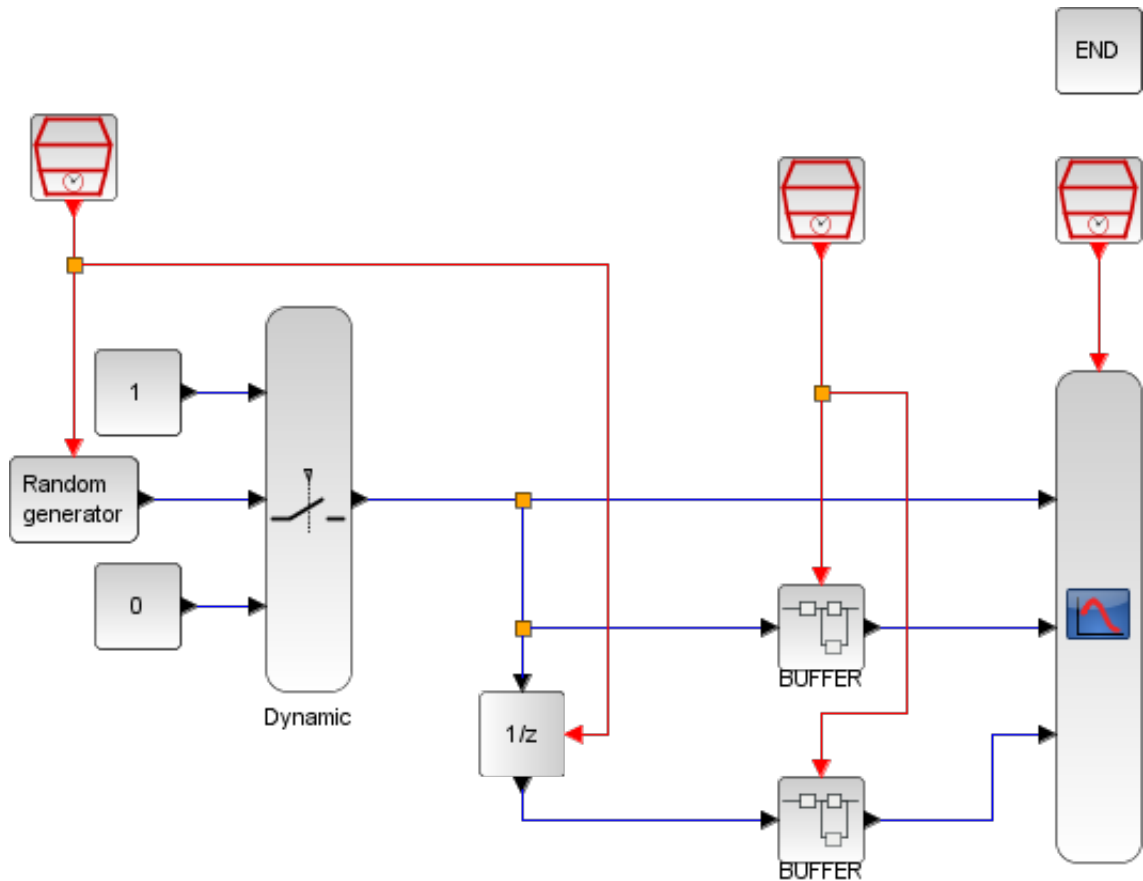 END
1
Random
generator
0
Dynamic
1/z
BUFFER
BUFFER